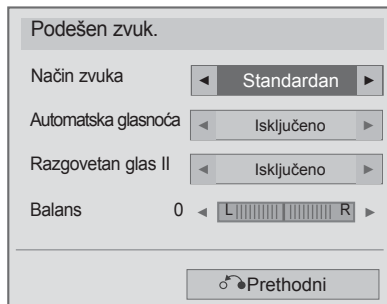 Podešen zvuk.
Način zvuka ◄ Standardan ►
Automatska glasnoća ◄ Isključeno ►
Razgovetan glas II ◄ Isključeno ►
Balans 0 ◄ L R ►
Prethodni